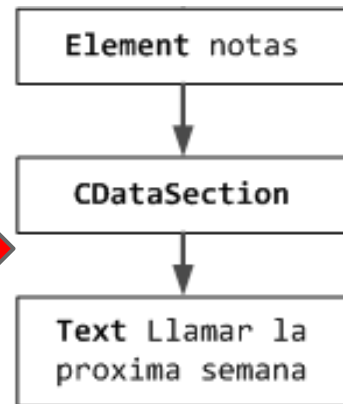 Element notas
CDataSection
Text Llamar la
proxima semana